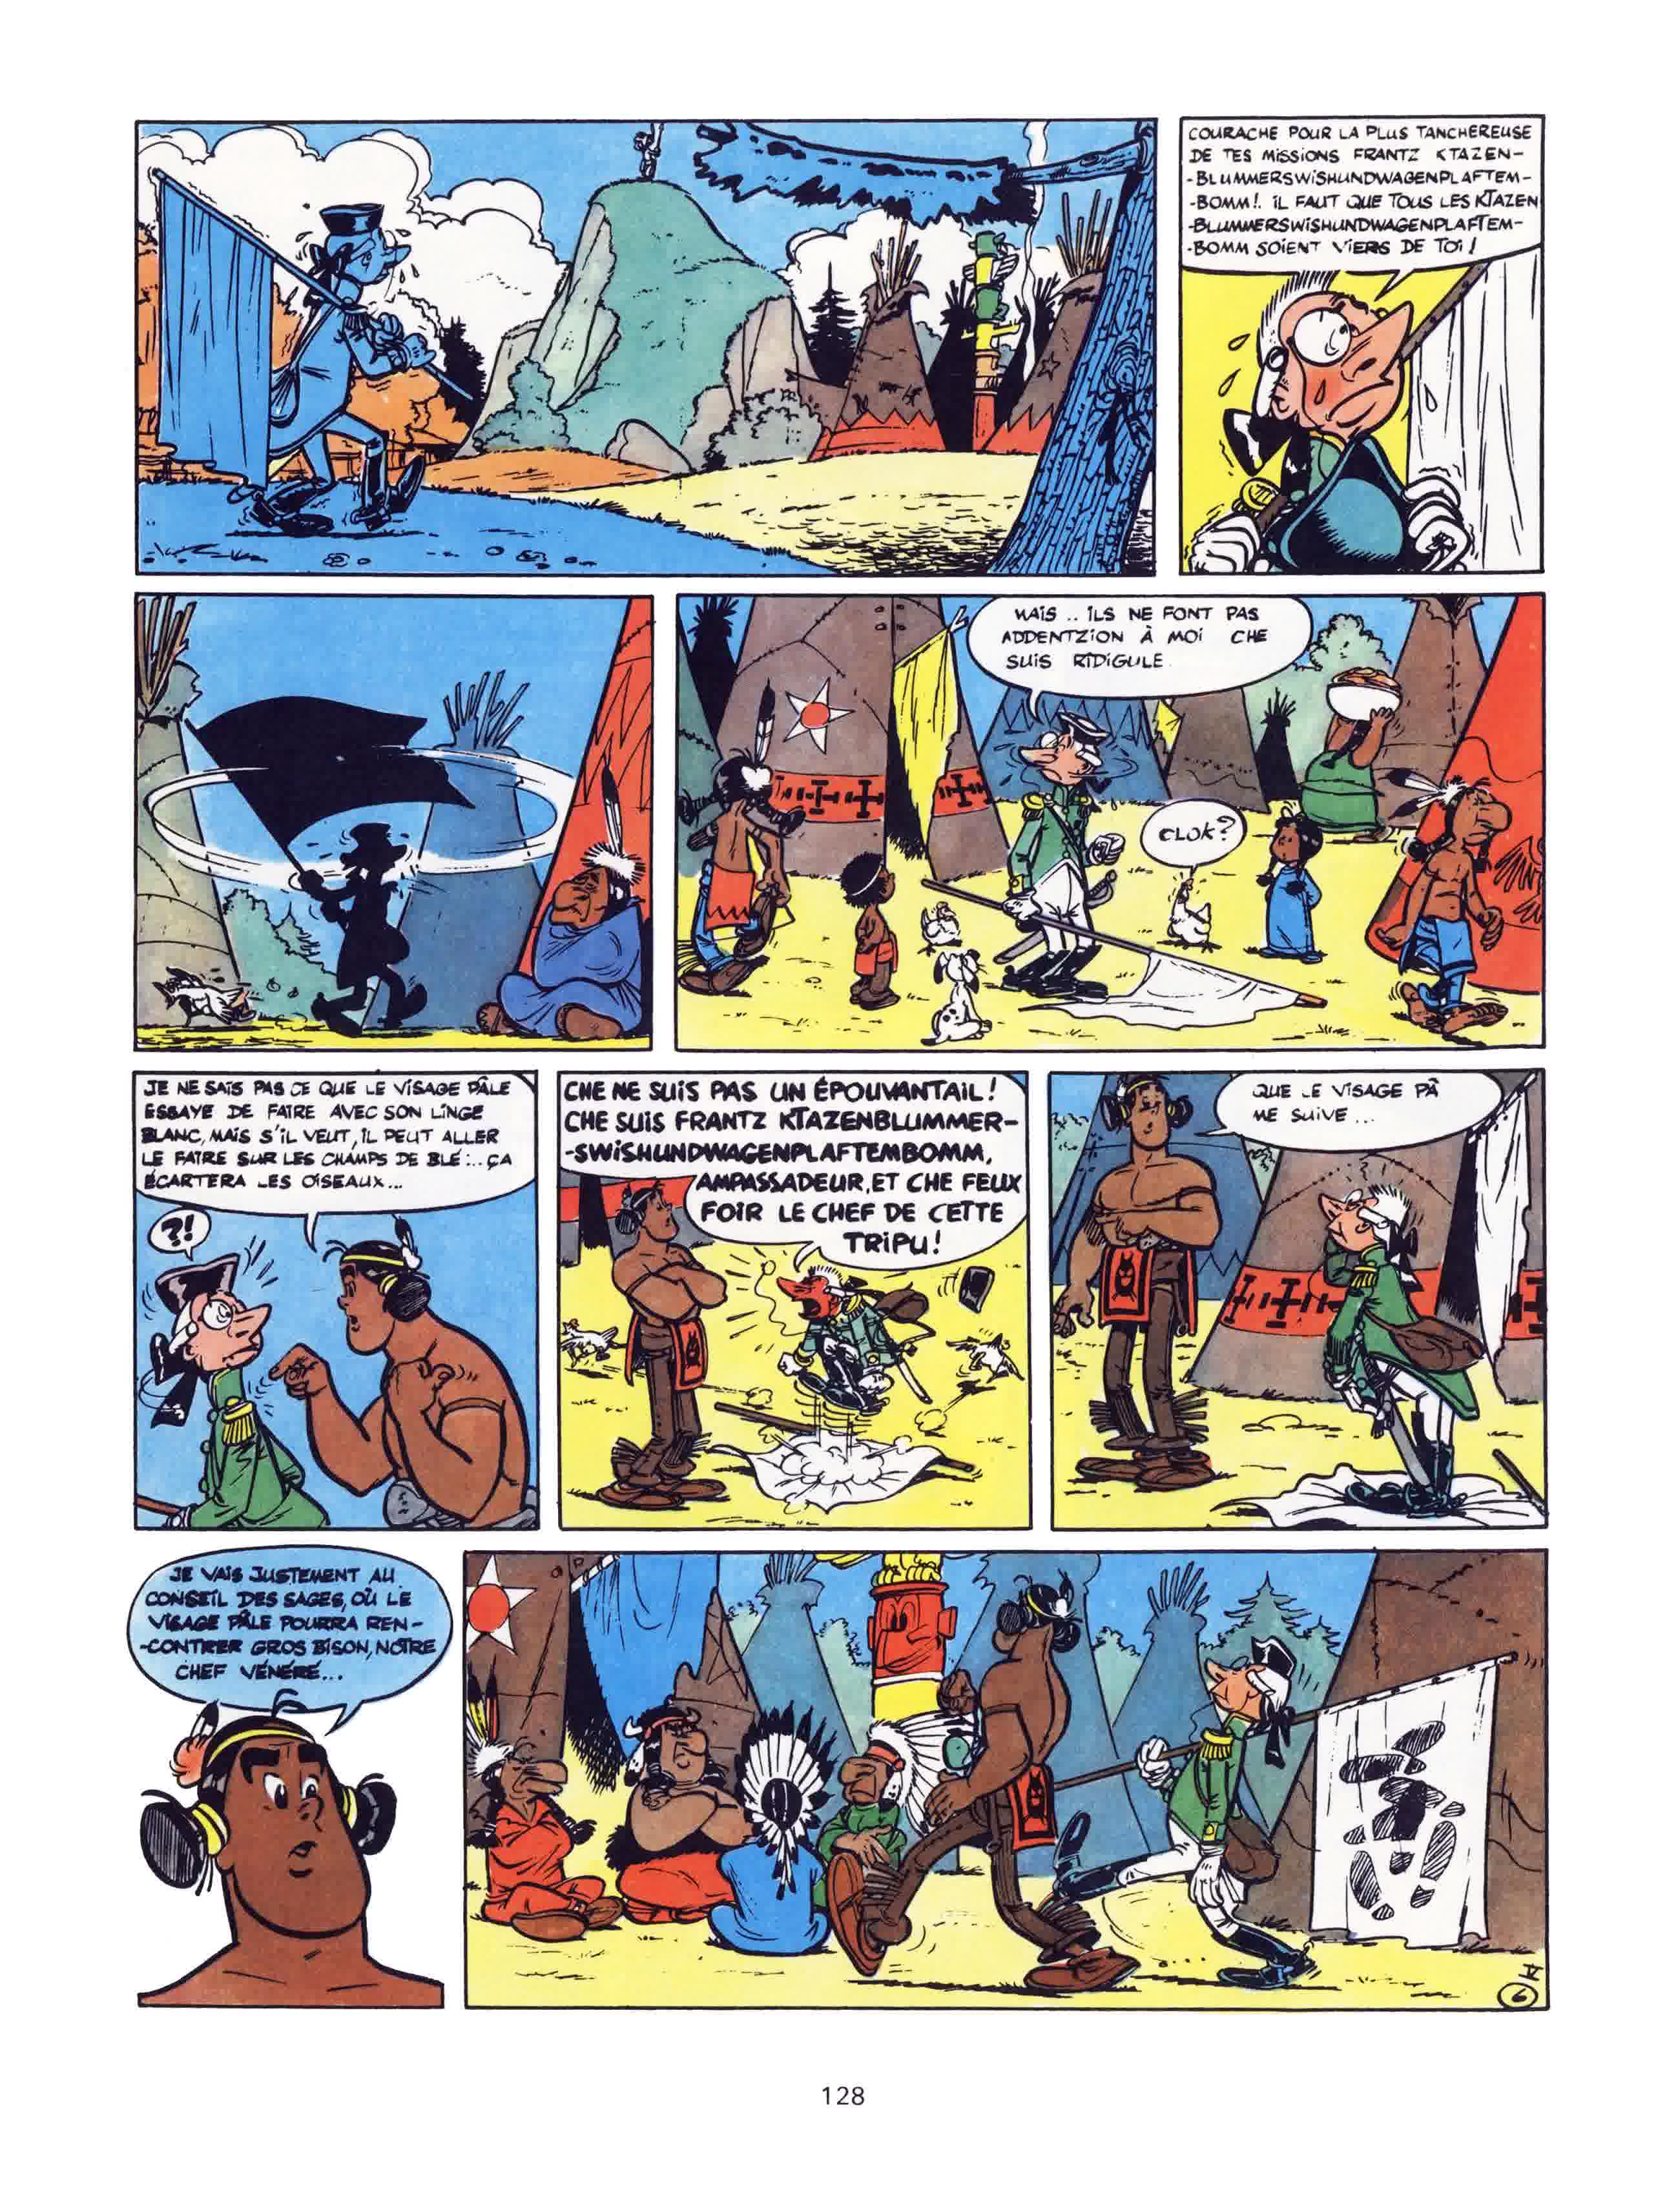 COURACHE POUR LA PLUS TANCHEREUSE
DE TES MISSIONS FRANTZ KTAZEN-
-BLUMMERSWISHUNDWAGENPLAFTEM-
-BOMM!. IL FAUT QUE TOUS LES KTAZEN
-BLUMMERSWISHUNDWAGENPLAFTEM-
-BOMM SOIENT VIERS DE TOI!
MAIS .. ILS NE FONT PAS
ADDENTZION À MOI CHE
SUIS RÎDIGULE.
CLOK?
JE NE SAIS PAS CE QUE LE VISAGE PÂLE
ESSAYE DE FAIRE AVEC SON LINGE
BLANC, MAIS S'IL VEUT, IL PEUT ALLER
LE FAIRE SUR LES CHAMPS DE BLÉ... ÇA
ÉCARTERA LES OISEAUX...
?!
CHE NE SUIS PAS UN ÉPOUVANTAIL!
CHE SUIS FRANTZ KTAZENBLUMMER-
-SWISHUNDWAGENPLAFTEMBOMM,
AMPASSADEUR, ET CHE FEUX
FOIR LE CHEF DE CETTE
TRIPU!
QUE LE VISAGE PÂ
ME SUIVE...
JE VAIS JUSTEMENT AU
CONSEIL DES SAGES, OÙ LE
VISAGE PÂLE POURRA REN-
-CONTRER GROS BISON, NOTRE
CHEF VÉNÉRÉ...
IV
6
128